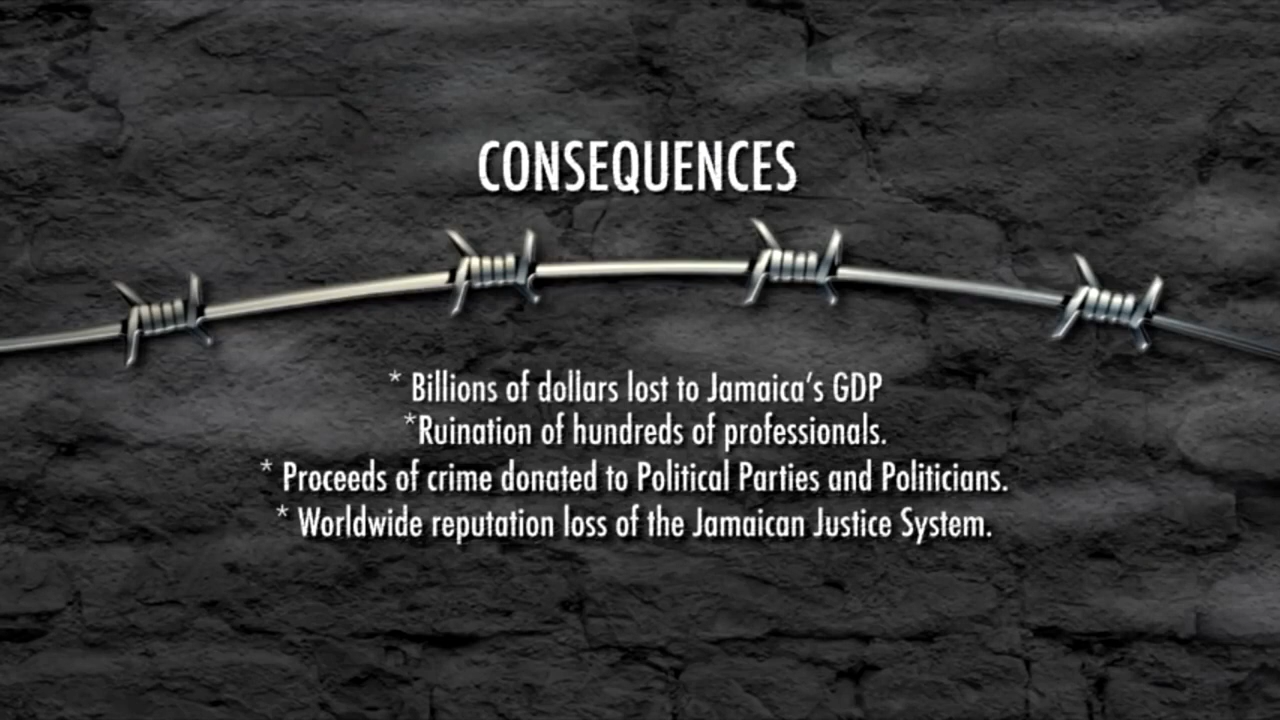 CONSEQUENCES
* Billions of dollars lost to Jamaica's GDP
*Ruination of hundreds of professionals.
* Proceeds of crime donated to Political Parties and Politicians.
* Worldwide reputation loss of the Jamaican Justice System.